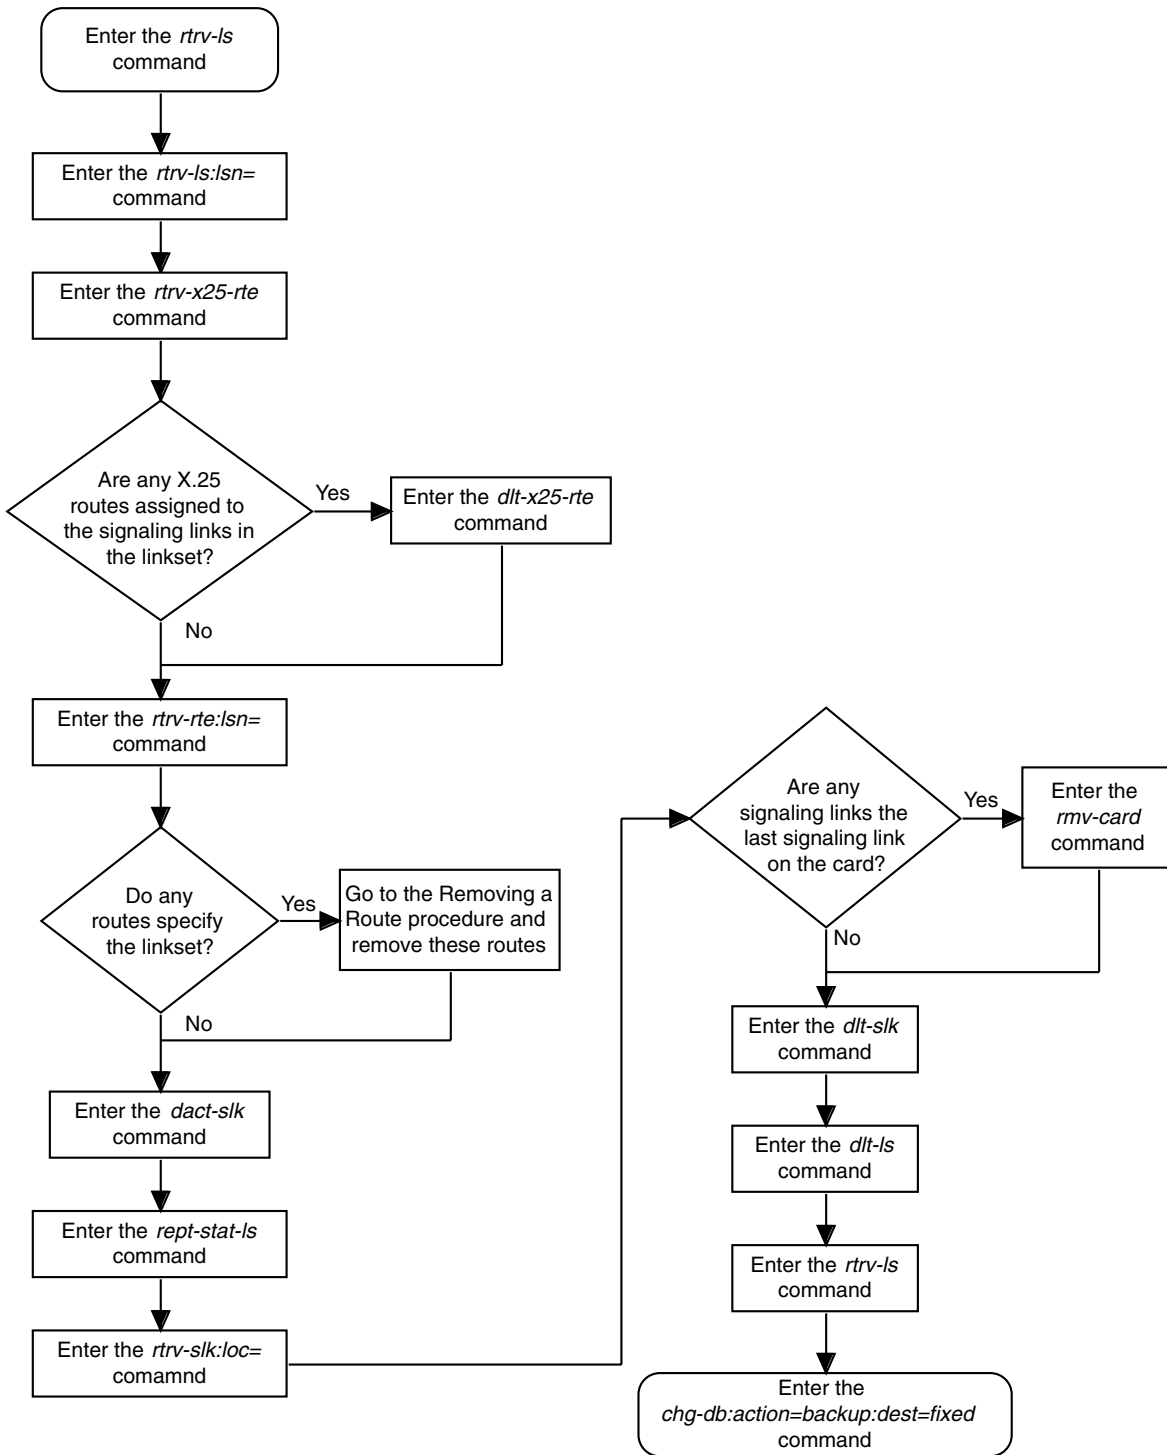 Enter the rtrv-ls
command
Enter the rtrv-ls:lsn=
command
Enter the rtrv-x25-rte
command
Are any X.25
routes assigned to
the signaling links in
the linkset?
Yes
Enter the dlt-x25-rte
command
No
Enter the rtrv-rte:lsn=
command
Do any
routes specify
the linkset?
Yes
Go to the Removing a
Route procedure and
remove these routes
No
Enter the dact-slk
command
Enter the rept-stat-ls
command
Enter the rtrv-slk:loc=
comamnd
Are any
signaling links the
last signaling link
on the card?
Yes
Enter the
rmv-card
command
No
Enter the dlt-slk
command
Enter the dlt-ls
command
Enter the rtrv-ls
command
Enter the
chg-db:action=backup:dest=fixed
command